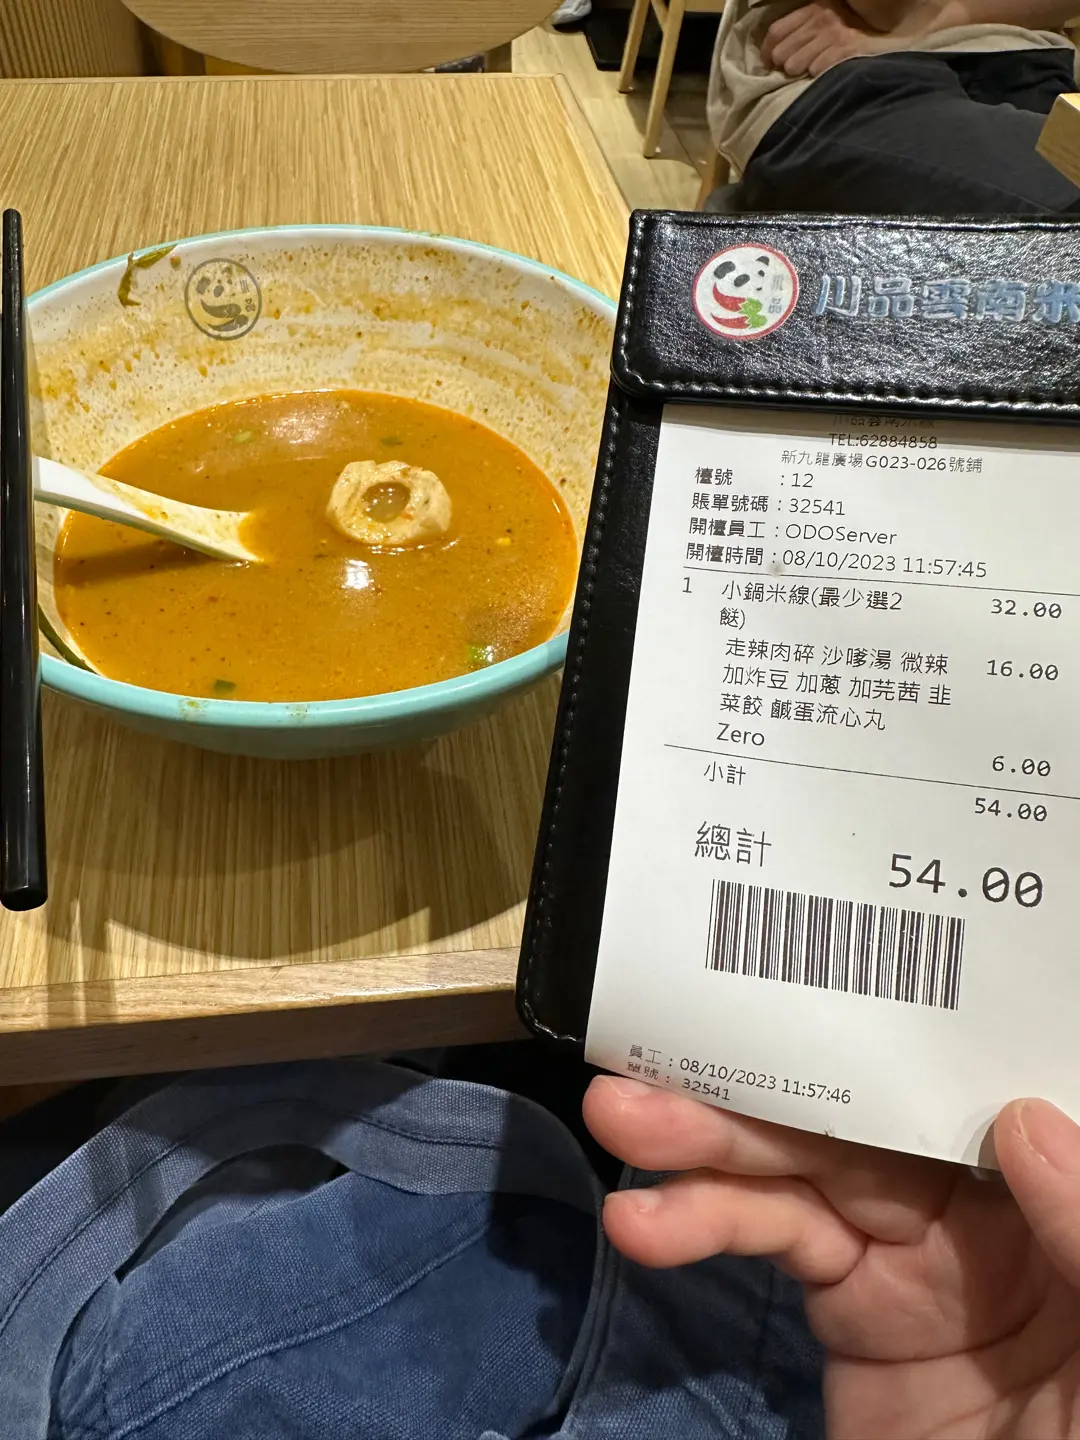 川品雲南米
TEL:62884858
新九龍廣場G023-026號鋪
檯號 : 12
賬單號碼 : 32541
開檯員工 : ODOServer
開檯時間 : 08/10/2023 11:57:45
1 小鍋米線(最少選2 32.00
餸)
走辣肉碎 沙嗲湯 微辣 16.00
加炸豆 加蔥 加芫茜 韭
菜餃 鹹蛋流心丸
Zero 6.00
小計 54.00
總計 54.00
員工 : 08/10/2023 11:57:46
單號 : 32541